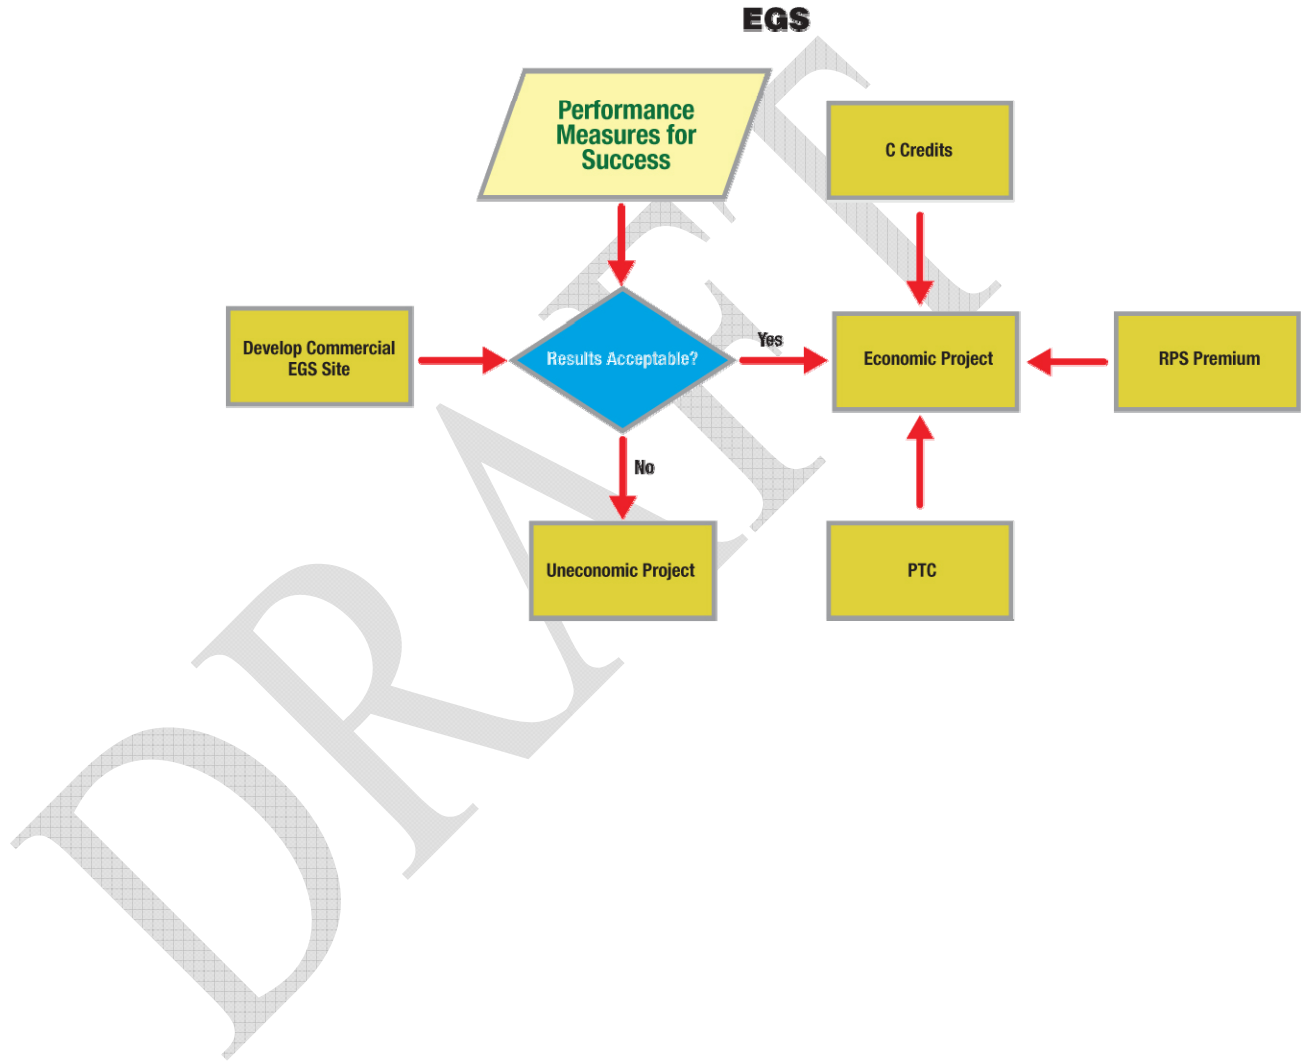 EGS
Performance
Measures for
Success
C Credits
Develop Commercial
EGS Site
Results Acceptable?
Yes
Economic Project
RPS Premium
No
Uneconomic Project
PTC
DRAFT